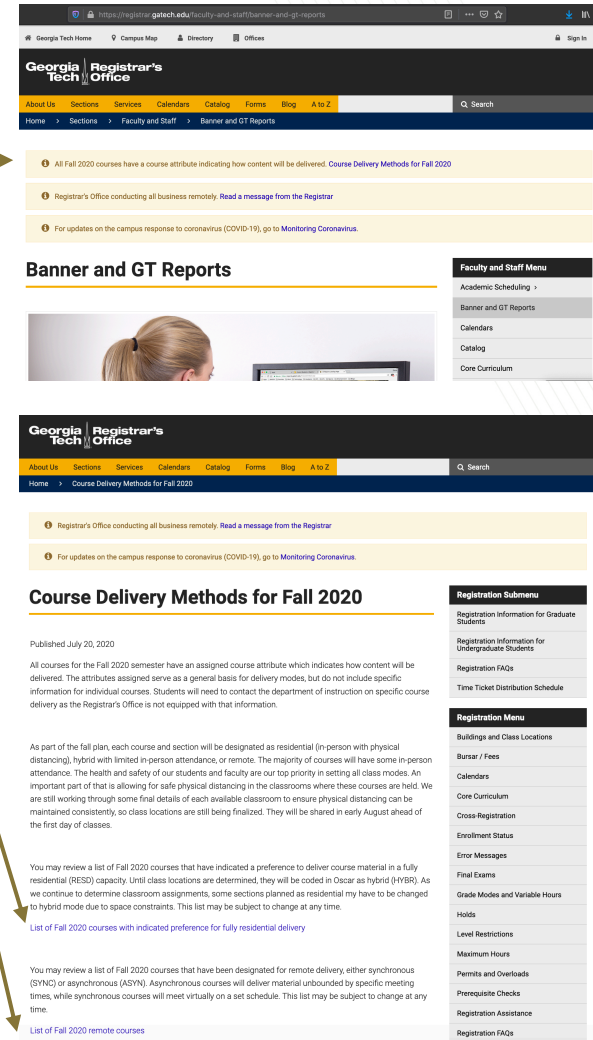 https://registrar.gatech.edu/faculty-and-staff/banner-and-gt-reports
Georgia Tech Home Campus Map Directory Offices Sign In
Georgia Registrar's
Tech Office
About Us Sections Services Calendars Catalog Forms Blog A to Z Search
Home > Sections > Faculty and Staff > Banner and GT Reports
All Fall 2020 courses have a course attribute indicating how content will be delivered. Course Delivery Methods for Fall 2020
Registrar's Office conducting all business remotely. Read a message from the Registrar
For updates on the campus response to coronavirus (COVID-19), go to Monitoring Coronavirus.
Banner and GT Reports
Faculty and Staff Menu
Academic Scheduling >
Banner and GT Reports
Calendars
Catalog
Core Curriculum
Georgia Registrar's
Tech Office
About Us Sections Services Calendars Catalog Forms Blog A to Z Search
Home > Course Delivery Methods for Fall 2020
Registrar's Office conducting all business remotely. Read a message from the Registrar
For updates on the campus response to coronavirus (COVID-19), go to Monitoring Coronavirus.
Course Delivery Methods for Fall 2020
Published July 20, 2020
All courses for the Fall 2020 semester have an assigned course attribute which indicates how content will be
delivered. The attributes assigned serve as a general basis for delivery modes, but do not include specific
information for individual courses. Students will need to contact the department of instruction on specific course
delivery as the Registrar's Office is not equipped with that information.
As part of the fall plan, each course and section will be designated as residential (in-person with physical
distancing), hybrid with limited in-person attendance, or remote. The majority of courses will have some in-person
attendance. The health and safety of our students and faculty are our top priority in setting all class modes. An
important part of that is allowing for safe physical distancing in the classrooms where these courses are held. We
are still working through some final details of each available classroom to ensure physical distancing can be
maintained consistently, so class locations are still being finalized. They will be shared in early August ahead of
the first day of classes.
You may review a list of Fall 2020 courses that have indicated a preference to deliver course material in a fully
residential (RESD) capacity. Until class locations are determined, they will be coded in Oscar as hybrid (HYBR). As
we continue to determine classroom assignments, some sections planned as residential my have to be changed
to hybrid mode due to space constraints. This list may be subject to change at any time.
List of Fall 2020 courses with indicated preference for fully residential delivery
You may review a list of Fall 2020 courses that have been designated for remote delivery, either synchronous
(SYNC) or asynchronous (ASYN). Asynchronous courses will deliver material unbounded by specific meeting
times, while synchronous courses will meet virtually on a set schedule. This list may be subject to change at any
time.
List of Fall 2020 remote courses
Registration Submenu
Registration Information for Graduate
Students
Registration Information for
Undergraduate Students
Registration FAQs
Time Ticket Distribution Schedule
Registration Menu
Buildings and Class Locations
Bursar / Fees
Calendars
Core Curriculum
Cross-Registration
Enrollment Status
Error Messages
Final Exams
Grade Modes and Variable Hours
Holds
Level Restrictions
Maximum Hours
Permits and Overloads
Prerequisite Checks
Registration Assistance
Registration FAQs